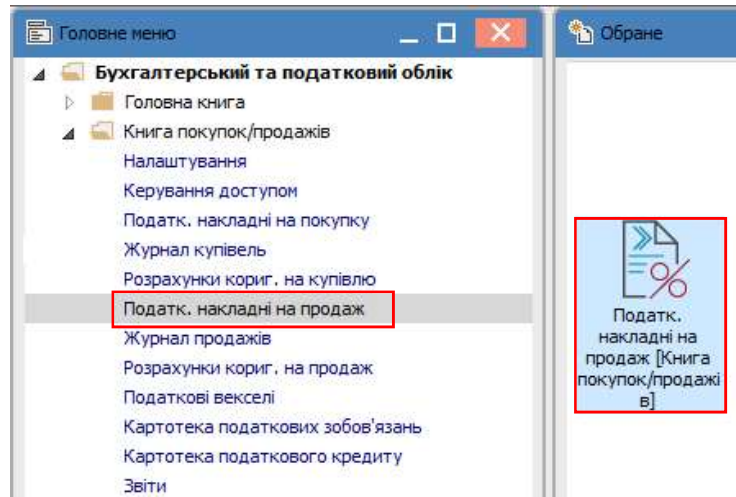 Головне меню
Бухгалтерський та податковий облік
Головна книга
Книга покупок/продажів
Налаштування
Керування доступом
Податк. накладні на покупку
Журнал купівель
Розрахунки кориг. на купівлю
Податк. накладні на продаж
Журнал продажів
Розрахунки кориг. на продаж
Податкові векселі
Картотека податкових зобов'язань
Картотека податкового кредиту
Звіти
Обране
Податк.
накладні на
продаж [Книга
покупок/продажі
в]